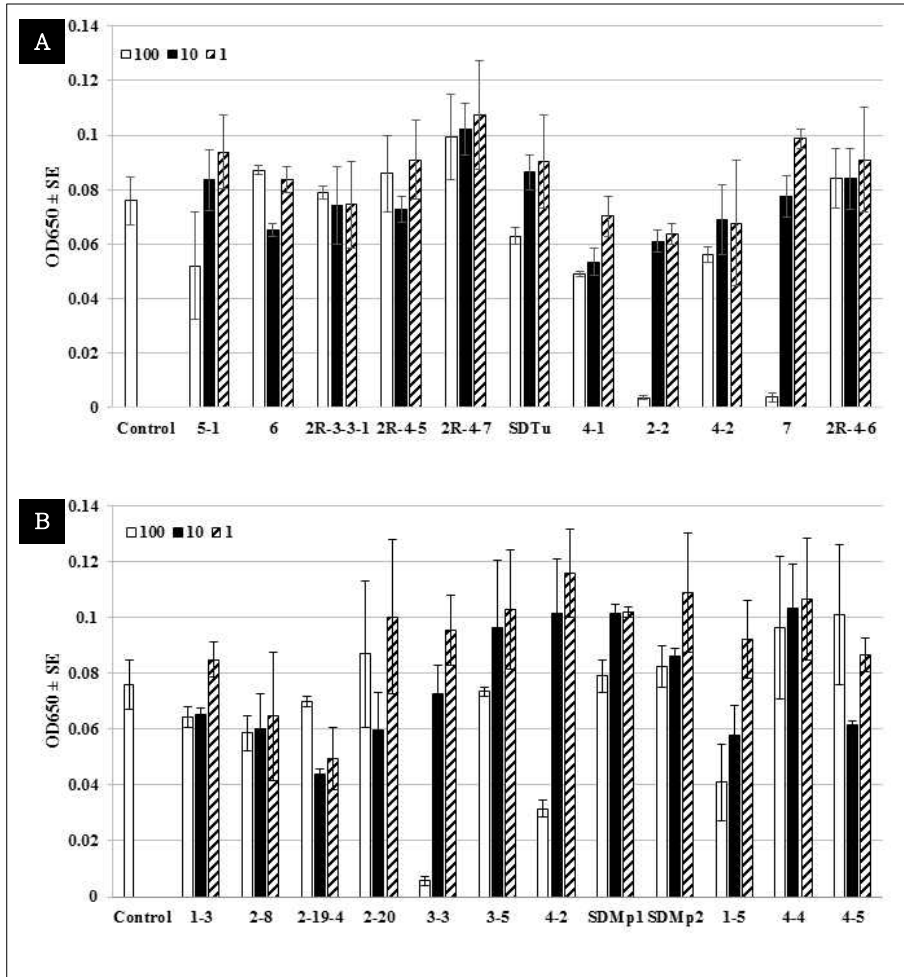 A
0.14
0.12
0.1
0.08
0.06
0.04
0.02
0
OD650 ± SE
100 10 1
Control 5-1 6 2R-3-3-1 2R-4-5 2R-4-7 SDTu 4-1 2-2 4-2 7 2R-4-6
B
0.14
0.12
0.1
0.08
0.06
0.04
0.02
0
OD650 ± SE
100 10 1
Control 1-3 2-8 2-19-4 2-20 3-3 3-5 4-2 SDMp1 SDMp2 1-5 4-4 4-5